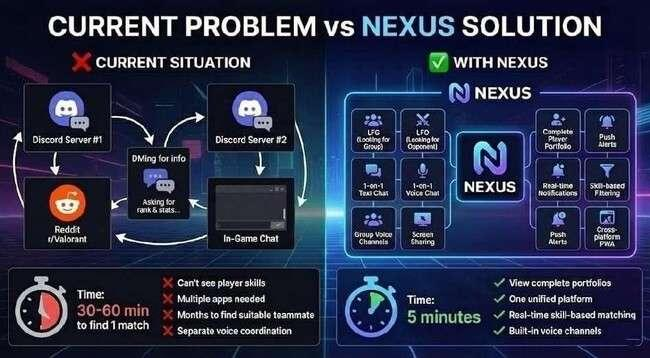 CURRENT PROBLEM vs NEXUS SOLUTION
CURRENT SITUATION
Discord Server #1
Discord Server #2
DMing for info
Asking for
rank & stats...
Reddit
r/Valorant
In-Game Chat
Time:
30-60 min
to find 1 match
Can't see player skills
Multiple apps needed
Months to find suitable teammate
Separate voice coordination
WITH NEXUS
NEXUS
LFG
(Looking for
Group)
LFO
(Looking for
Opponent)
1-on-1
Text Chat
1-on-1
Voice Chat
Group Voice
Channels
Screen
Sharing
NEXUS
Complete
Player
Portfolio
Push
Alerts
Real-time
Notifications
Skill-based
Filtering
Push
Alerts
Cross-
platform
PWA
Time:
5 minutes
View complete portfolios
One unified platform
Real-time skill-based matching
Built-in voice channels